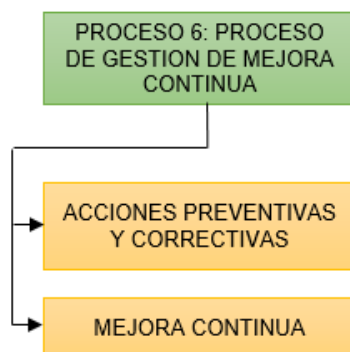 PROCESO 6: PROCESO
DE GESTION DE MEJORA
CONTINUA
ACCIONES PREVENTIVAS
Y CORRECTIVAS
MEJORA CONTINUA